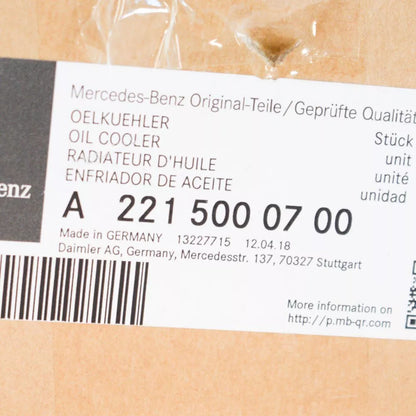 Mercedes-Benz Original-Teile/Geprüfte Qualität
OELKUEHLER
OIL COOLER
RADIATEUR D'HUILE
ENFRIADOR DE ACEITE
Stück
unit
unité
unidad
enz
A 221 500 07 00
Made in GERMANY 13227715 12.04.18
Daimler AG, Germany, Mercedesstr. 137, 70327 Stuttgart
More information on
http://p.mb-qr.com